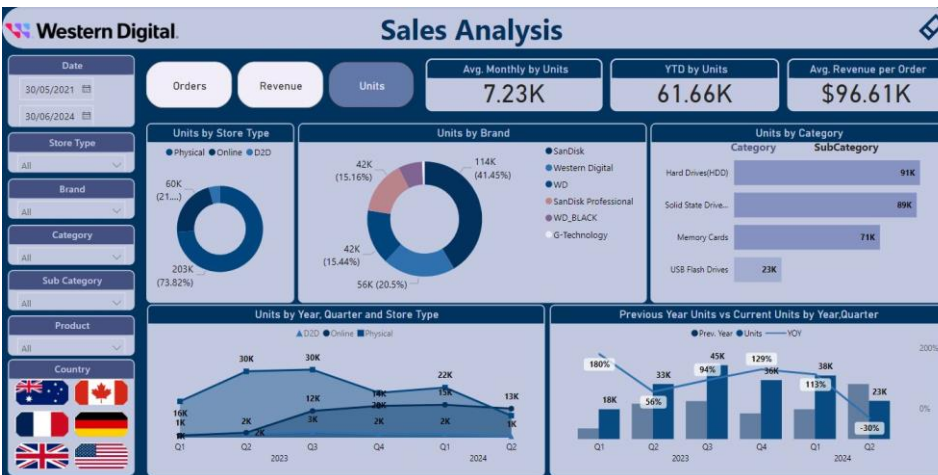 Western Digital.
Sales Analysis
Date
30/05/2021
30/06/2024
Store Type
All
Brand
All
Category
All
Sub Category
All
Product
All
Country
Orders
Revenue
Units
Avg. Monthly by Units
7.23K
YTD by Units
61.66K
Avg. Revenue per Order
$96.61K
Units by Store Type
Physical Online D2D
60K
(21....)
203K
(73.82%)
Units by Brand
42K
(15.16%)
114K
(41.45%)
42K
(15.44%)
56K (20.5%)
SanDisk
Western Digital
WD
SanDisk Professional
WD_BLACK
G-Technology
Units by Category
Category SubCategory
Hard Drives(HDD) 91K
Solid State Drive... 89K
Memory Cards 71K
USB Flash Drives 23K
Units by Year, Quarter and Store Type
D2D Online Physical
30K 30K
22K
16K
12K
15K
13K
1K
2K
2K
3K
2K
2K
1K
Q1 Q2 Q3 Q4 Q1 Q2
2023 2024
Previous Year Units vs Current Units by Year,Quarter
Prev. Year Units YOY
200%
0%
180%
56%
94%
129%
113%
-30%
18K
33K
45K
36K
38K
23K
Q1 Q2 Q3 Q4 Q1 Q2
2023 2024